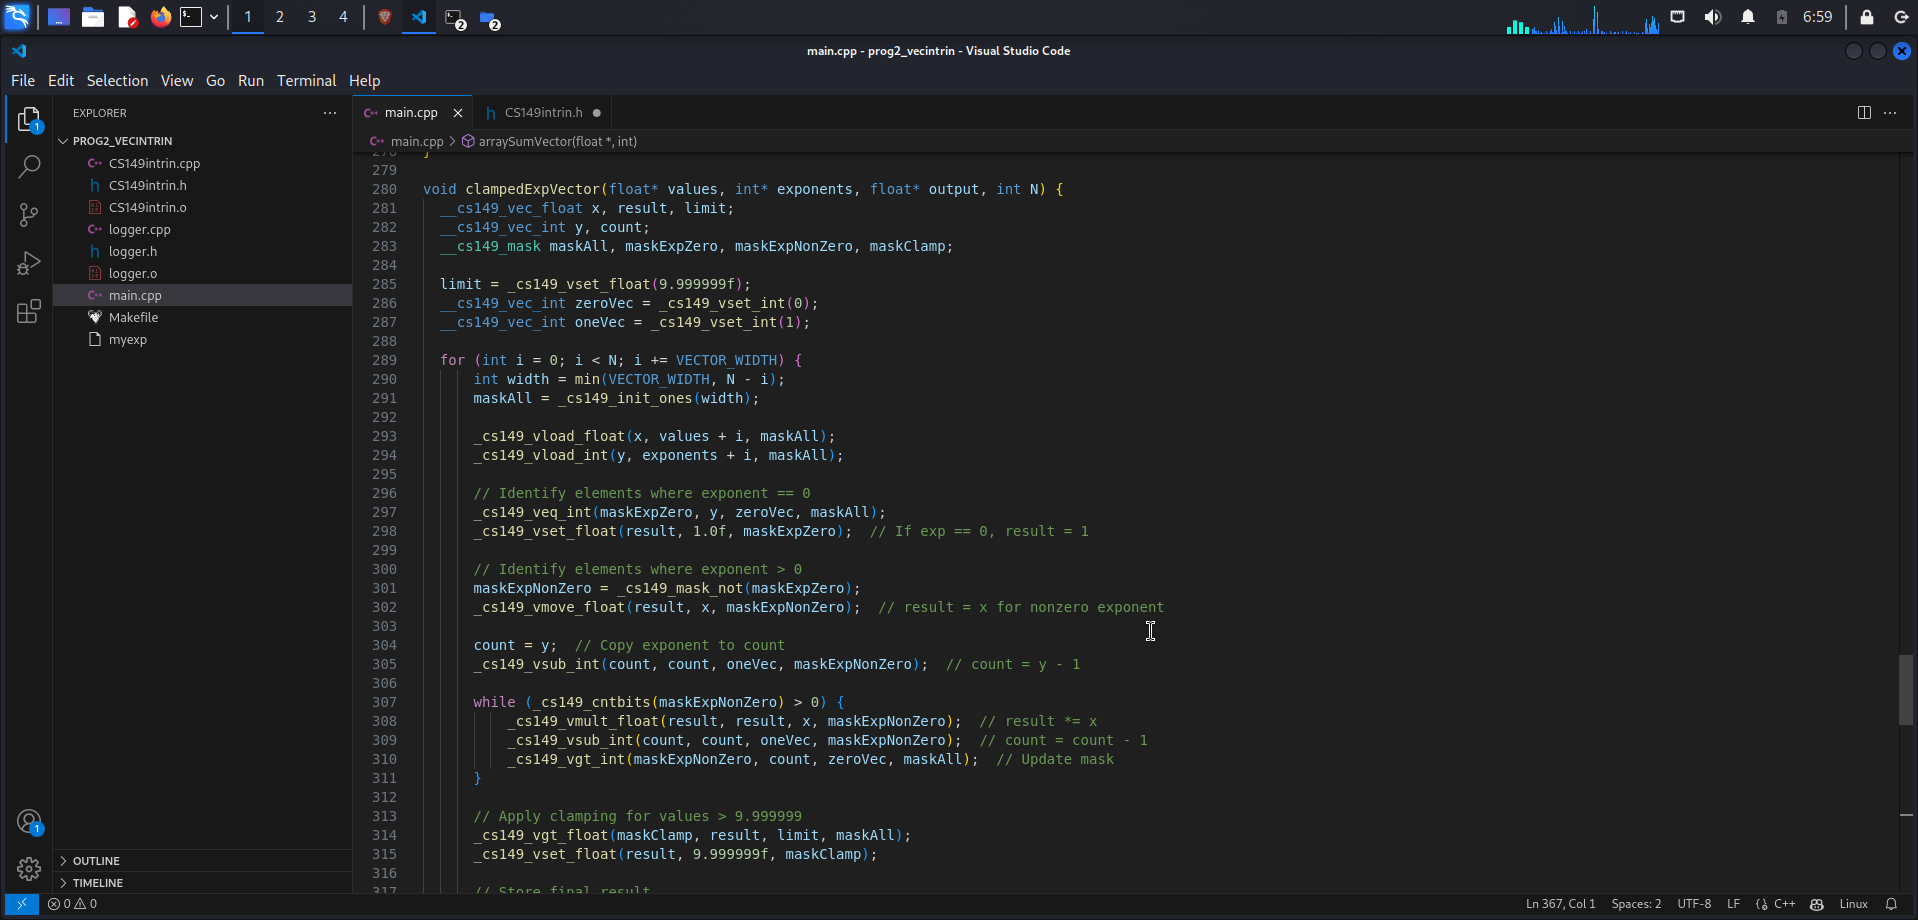 1 2 3 4 2 2 6:59
main.cpp - prog2_vecintrin - Visual Studio Code
File Edit Selection View Go Run Terminal Help
EXPLORER ···
PROG2_VECINTRIN
CS149intrin.cpp
CS149intrin.h
CS149intrin.o
logger.cpp
logger.h
logger.o
main.cpp
Makefile
myexp
OUTLINE
TIMELINE
1
1
main.cpp CS149intrin.h
main.cpp > arraySumVector(float *, int)
278 }
279
280 void clampedExpVector(float* values, int* exponents, float* output, int N) {
281 __cs149_vec_float x, result, limit;
282 __cs149_vec_int y, count;
283 __cs149_mask maskAll, maskExpZero, maskExpNonZero, maskClamp;
284
285 limit = _cs149_vset_float(9.999999f);
286 __cs149_vec_int zeroVec = _cs149_vset_int(0);
287 __cs149_vec_int oneVec = _cs149_vset_int(1);
288
289 for (int i = 0; i < N; i += VECTOR_WIDTH) {
290 int width = min(VECTOR_WIDTH, N - i);
291 maskAll = _cs149_init_ones(width);
292
293 _cs149_vload_float(x, values + i, maskAll);
294 _cs149_vload_int(y, exponents + i, maskAll);
295
296 // Identify elements where exponent == 0
297 _cs149_veq_int(maskExpZero, y, zeroVec, maskAll);
298 _cs149_vset_float(result, 1.0f, maskExpZero); // If exp == 0, result = 1
299
300 // Identify elements where exponent > 0
301 maskExpNonZero = _cs149_mask_not(maskExpZero);
302 _cs149_vmove_float(result, x, maskExpNonZero); // result = x for nonzero exponent
303
304 count = y; // Copy exponent to count
305 _cs149_vsub_int(count, count, oneVec, maskExpNonZero); // count = y - 1
306
307 while (_cs149_cntbits(maskExpNonZero) > 0) {
308 _cs149_vmult_float(result, result, x, maskExpNonZero); // result *= x
309 _cs149_vsub_int(count, count, oneVec, maskExpNonZero); // count = count - 1
310 _cs149_vgt_int(maskExpNonZero, count, zeroVec, maskAll); // Update mask
311 }
312
313 // Apply clamping for values > 9.999999
314 _cs149_vgt_float(maskClamp, result, limit, maskAll);
315 _cs149_vset_float(result, 9.999999f, maskClamp);
316
317 // Store final result
0 0 Ln 367, Col 1 Spaces: 2 UTF-8 LF {} C++ Linux